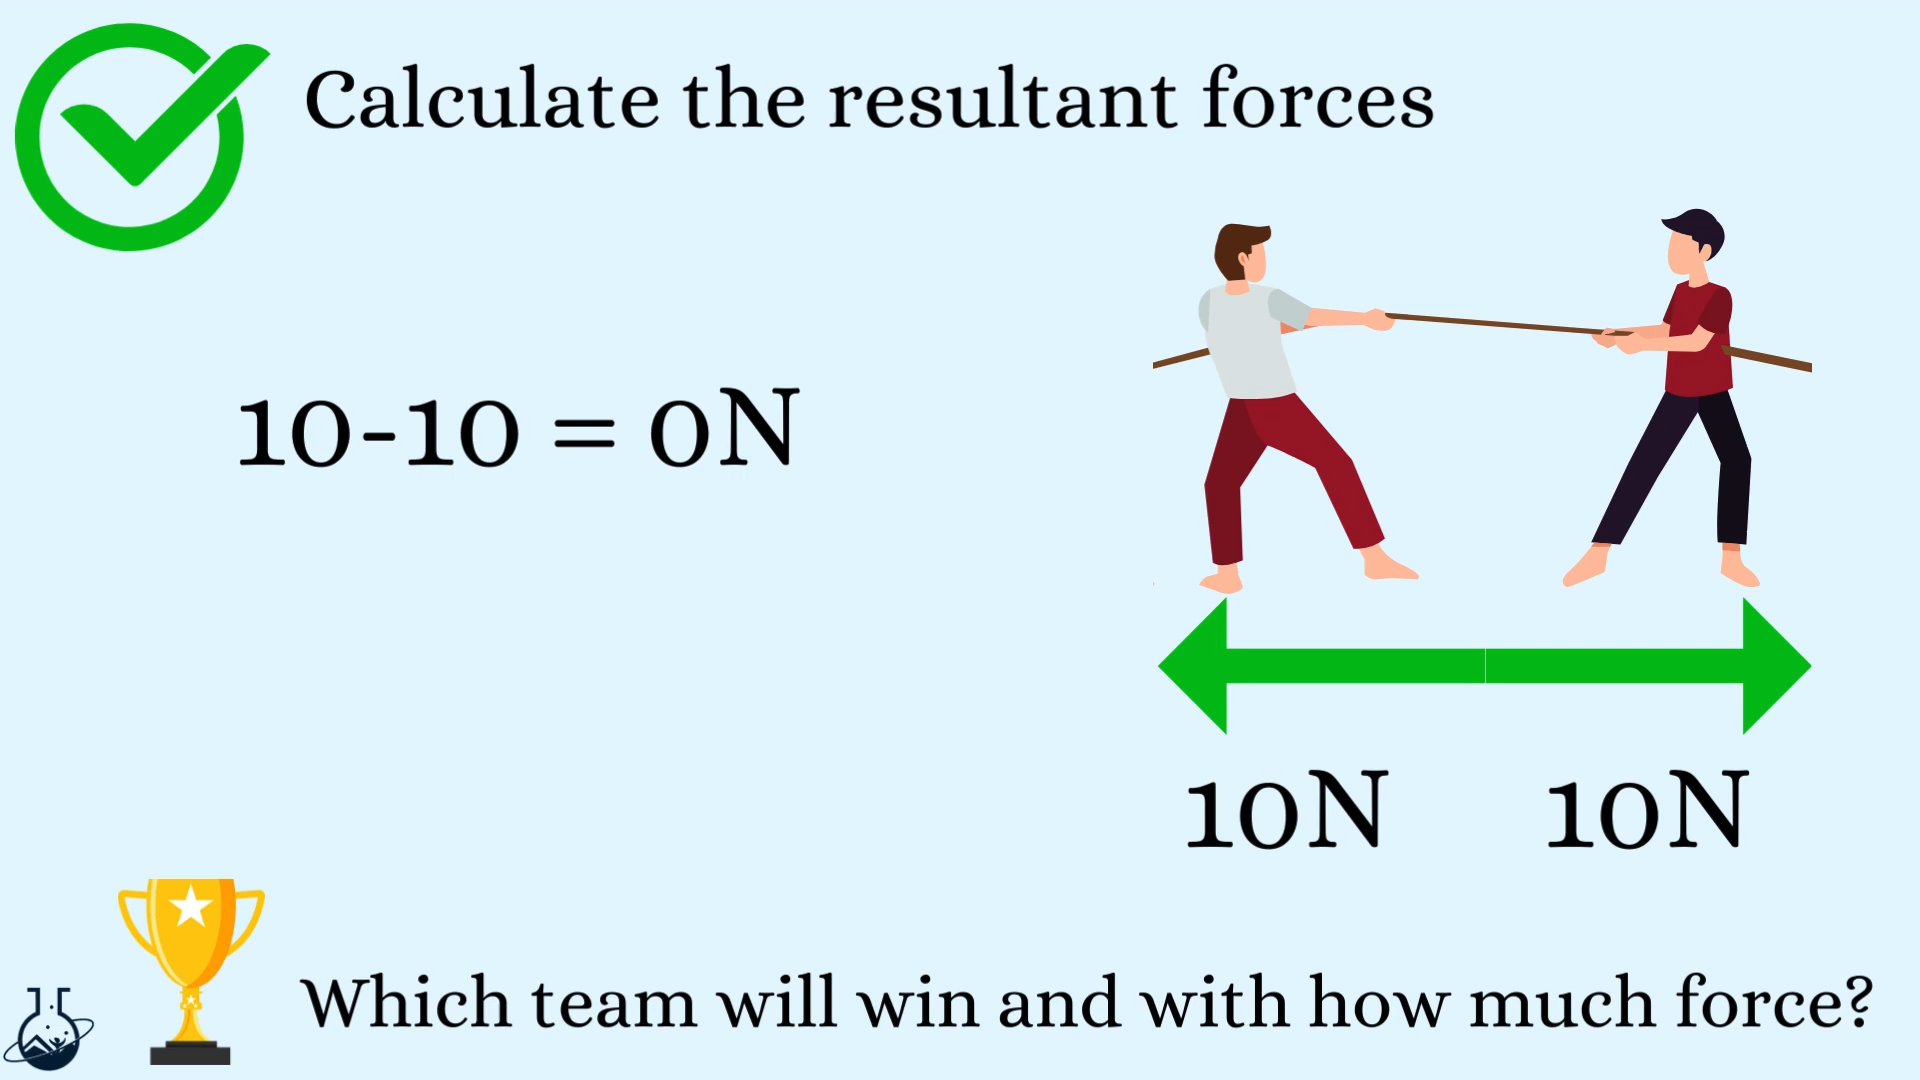 Calculate the resultant forces
10-10 = 0N
10N 10N
Which team will win and with how much force?